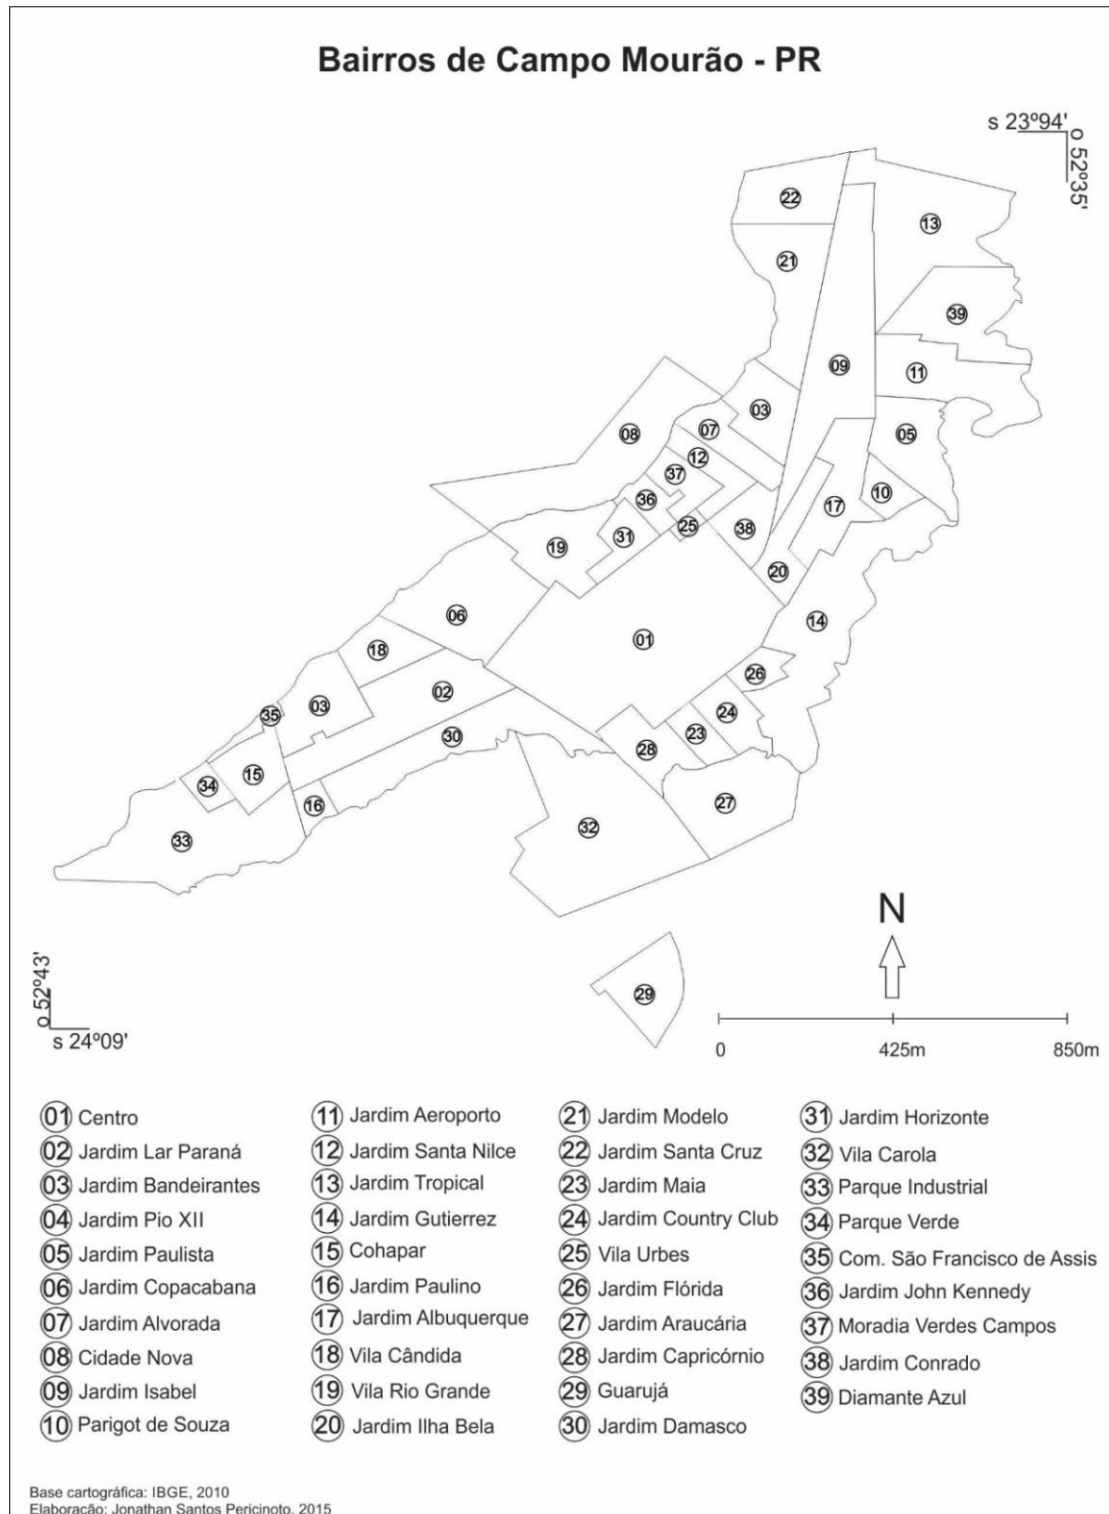 Bairros de Campo Mourão - PR
s 23º94'
o 52º35'
22
13
21
39
09
11
03
08
07
05
12
37
10
36
17
25
38
31
19
20
06
14
01
18
26
02
03
24
35
23
30
28
15
34
27
16
32
33
N
29
o 52º43'
s 24º09'
0 425m 850m
01 Centro
02 Jardim Lar Paraná
03 Jardim Bandeirantes
04 Jardim Pio XII
05 Jardim Paulista
06 Jardim Copacabana
07 Jardim Alvorada
08 Cidade Nova
09 Jardim Isabel
10 Parigot de Souza
11 Jardim Aeroporto
12 Jardim Santa Nilce
13 Jardim Tropical
14 Jardim Gutierrez
15 Cohapar
16 Jardim Paulino
17 Jardim Albuquerque
18 Vila Cândida
19 Vila Rio Grande
20 Jardim Ilha Bela
21 Jardim Modelo
22 Jardim Santa Cruz
23 Jardim Maia
24 Jardim Country Club
25 Vila Urbes
26 Jardim Flórida
27 Jardim Araucária
28 Jardim Capricórnio
29 Guarujá
30 Jardim Damasco
31 Jardim Horizonte
32 Vila Carola
33 Parque Industrial
34 Parque Verde
35 Com. São Francisco de Assis
36 Jardim John Kennedy
37 Moradia Verdes Campos
38 Jardim Conrado
39 Diamante Azul
Base cartográfica: IBGE, 2010
Elaboração: Jonathan Santos Pericinoto, 2015